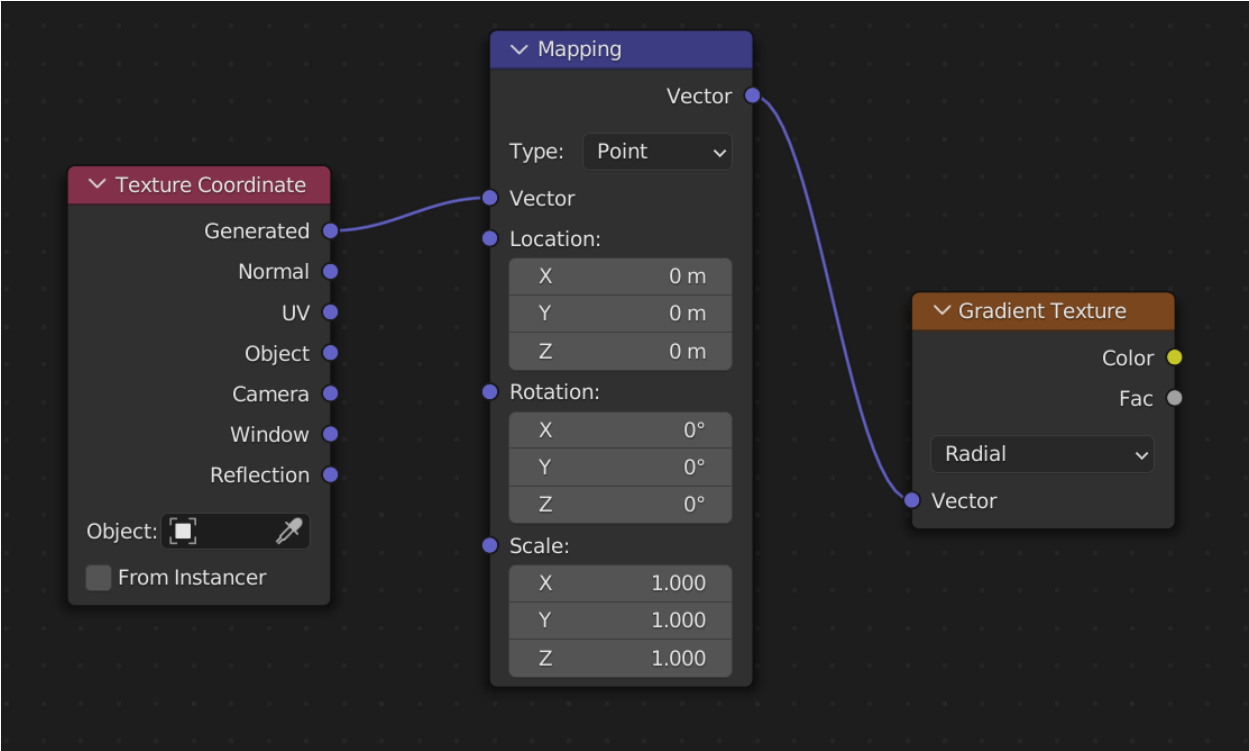 Texture Coordinate
Generated
Normal
UV
Object
Camera
Window
Reflection
Object:
From Instancer
Mapping
Vector
Type: Point
Vector
Location:
X 0 m
Y 0 m
Z 0 m
Rotation:
X 0°
Y 0°
Z 0°
Scale:
X 1.000
Y 1.000
Z 1.000
Gradient Texture
Color
Fac
Radial
Vector